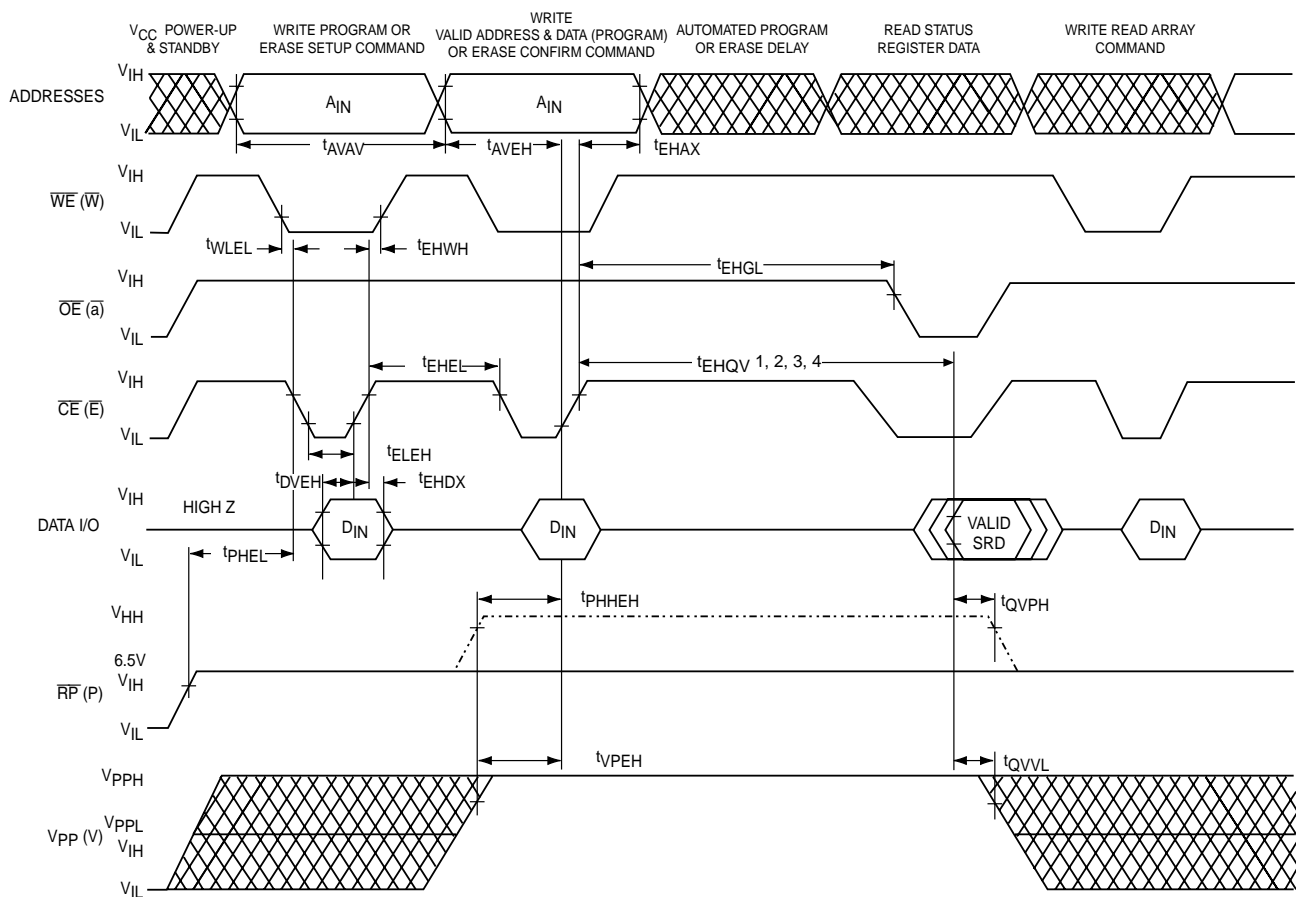 VCC POWER-UP
& STANDBY
WRITE PROGRAM OR
ERASE SETUP COMMAND
WRITE
VALID ADDRESS & DATA (PROGRAM)
OR ERASE CONFIRM COMMAND
AUTOMATED PROGRAM
OR ERASE DELAY
READ STATUS
REGISTER DATA
WRITE READ ARRAY
COMMAND
VIH
ADDRESSES
AIN
AIN
VIL
tAVAV
tAVEH
tEHAX
VIH
WE (W)
VIL
tWLEL
tEHWH
tEHGL
VIH
OE (a)
VIL
tEHEL
tEHQV 1, 2, 3, 4
VIH
CE (E)
VIL
tELEH
tDVEH
tEHDX
VIH
HIGH Z
DATA I/O
DIN
DIN
VALID
SRD
DIN
VIL
tPHEL
tPHHEH
tQVPH
VHH
6.5V
VIH
RP (P)
VIL
tVPEH
tQVVL
VPPH
VPPL
VPP (V)
VIH
VIL